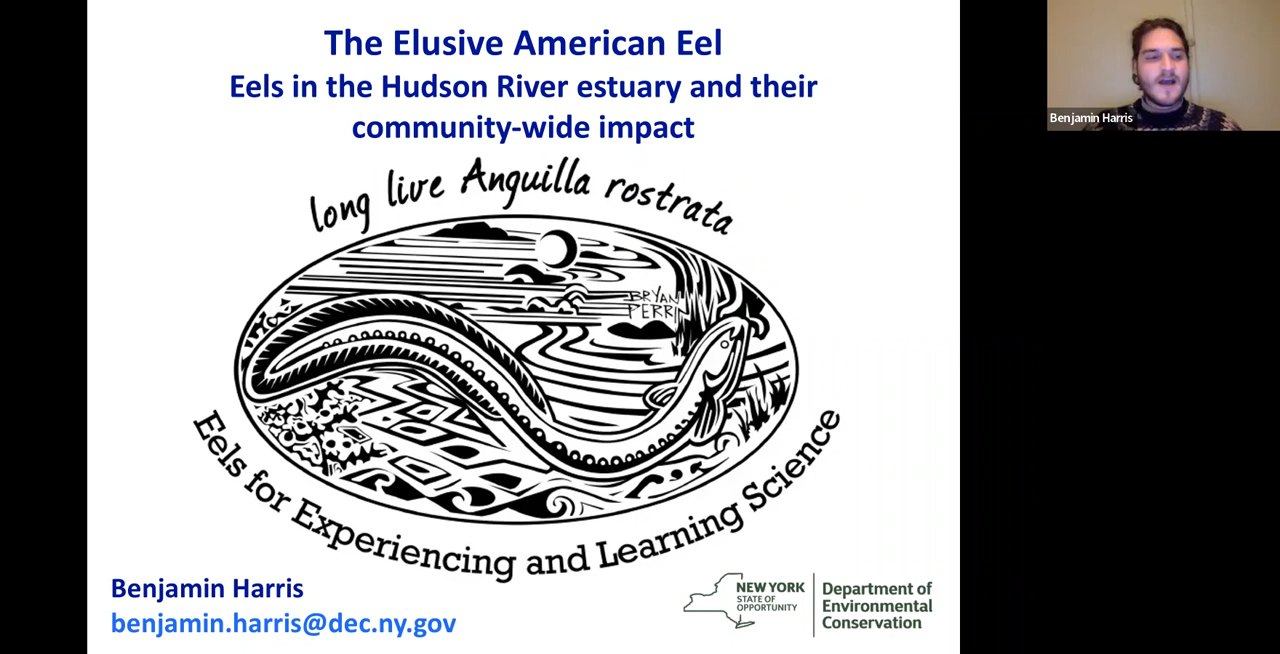 The Elusive American Eel
Eels in the Hudson River estuary and their
community-wide impact
long live Anguilla rostrata
BRYAN
PERRIN
Eels for Experiencing and Learning Science
Benjamin Harris
benjamin.harris@dec.ny.gov
NEW YORK
STATE OF
OPPORTUNITY
Department of
Environmental
Conservation
Benjamin Harris